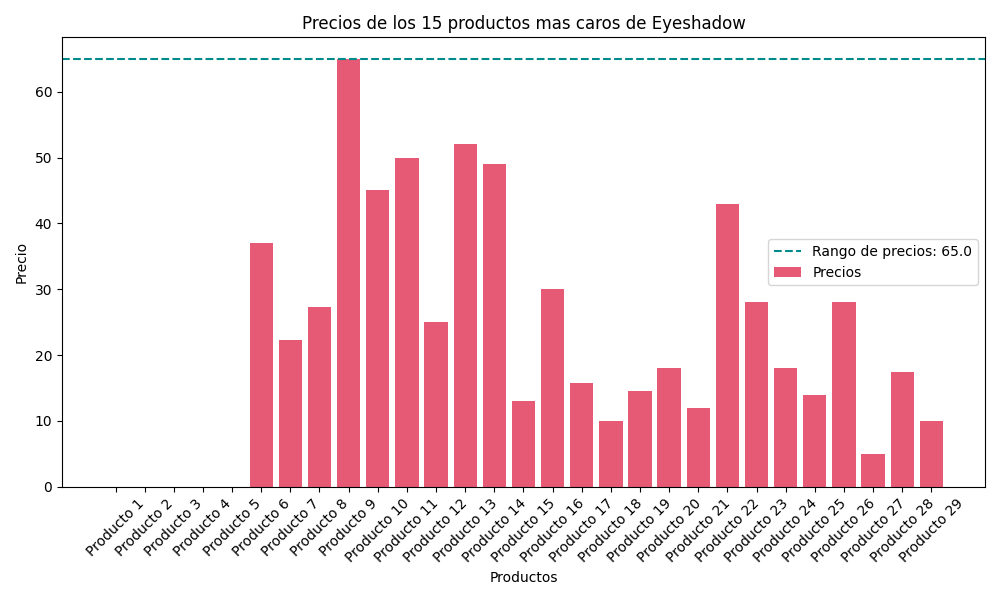 Precios de los 15 productos mas caros de Eyeshadow
Precio
60
50
40
30
20
10
0
Rango de precios: 65.0
Precios
Producto 1
Producto 2
Producto 3
Producto 4
Producto 5
Producto 6
Producto 7
Producto 8
Producto 9
Producto 10
Producto 11
Producto 12
Producto 13
Producto 14
Producto 15
Producto 16
Producto 17
Producto 18
Producto 19
Producto 20
Producto 21
Producto 22
Producto 23
Producto 24
Producto 25
Producto 26
Producto 27
Producto 28
Producto 29
Productos